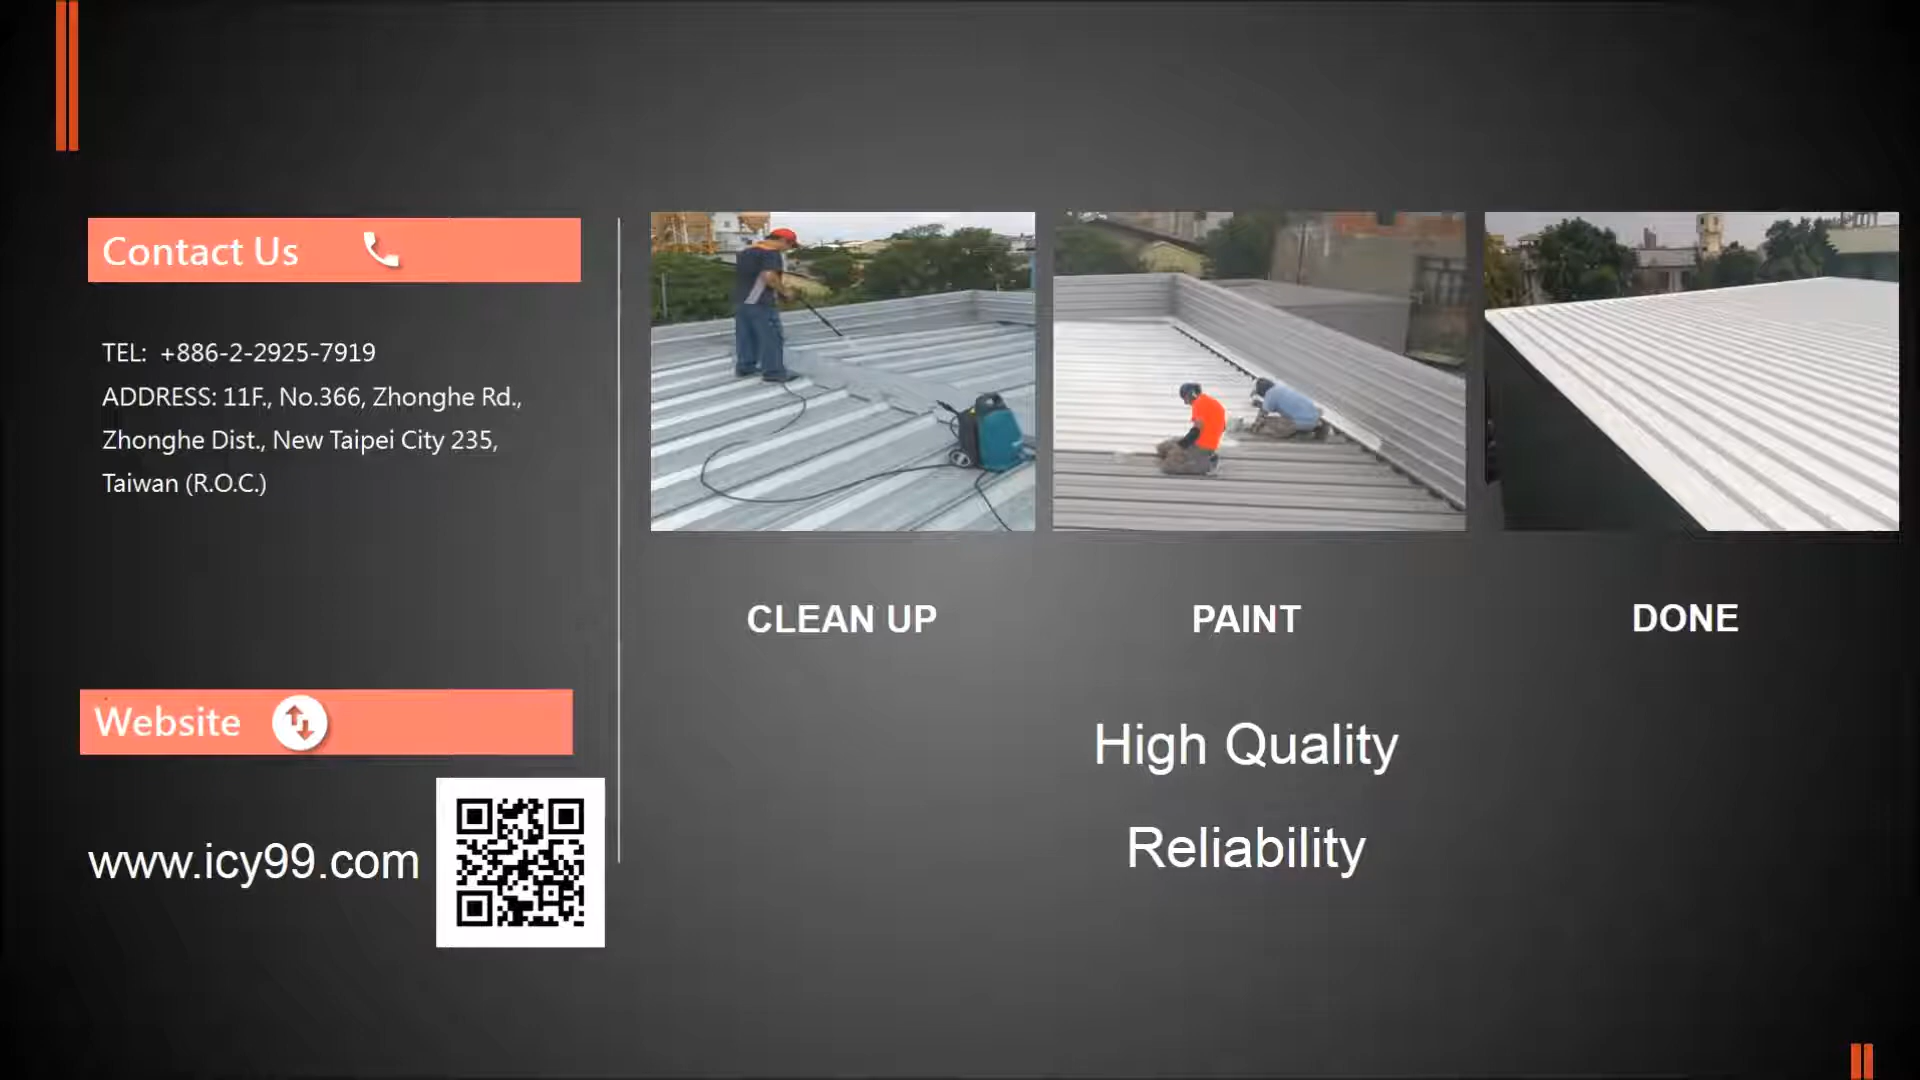 Contact Us
TEL: +886-2-2925-7919
ADDRESS: 11F., No.366, Zhonghe Rd.,
Zhonghe Dist., New Taipei City 235,
Taiwan (R.O.C.)
Website
www.icy99.com
CLEAN UP
PAINT
DONE
High Quality
Reliability